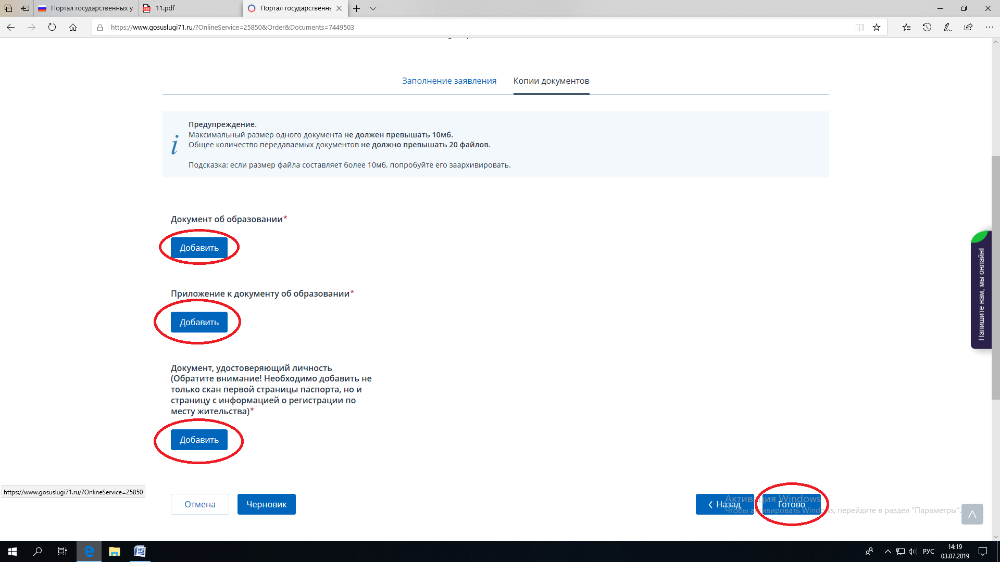 Портал государственных у
11.pdf
Портал государственны
https://www.gosuslugi71.ru/?OnlineService=25850&Order&Documents=7449503
Заполнение заявления
Копии документов
Предупреждение.
Максимальный размер одного документа не должен превышать 10мб.
Общее количество передаваемых документов не должно превышать 20 файлов.
Подсказка: если размер файла составляет более 10мб, попробуйте его заархивировать.
Документ об образовании*
Добавить
Приложение к документу об образовании*
Добавить
Документ, удостоверяющий личность
(Обратите внимание! Необходимо добавить не
только скан первой страницы паспорта, но и
страницу с информацией о регистрации по
месту жительства)*
Добавить
Напишите нам, мы онлайн!
https://www.gosuslugi71.ru/?OnlineService=25850
Отмена
Черновик
Назад
Готово
Активация Windows
Чтобы активировать Windows, перейдите в раздел "Параметры".
РУС
14:19
03.07.2019